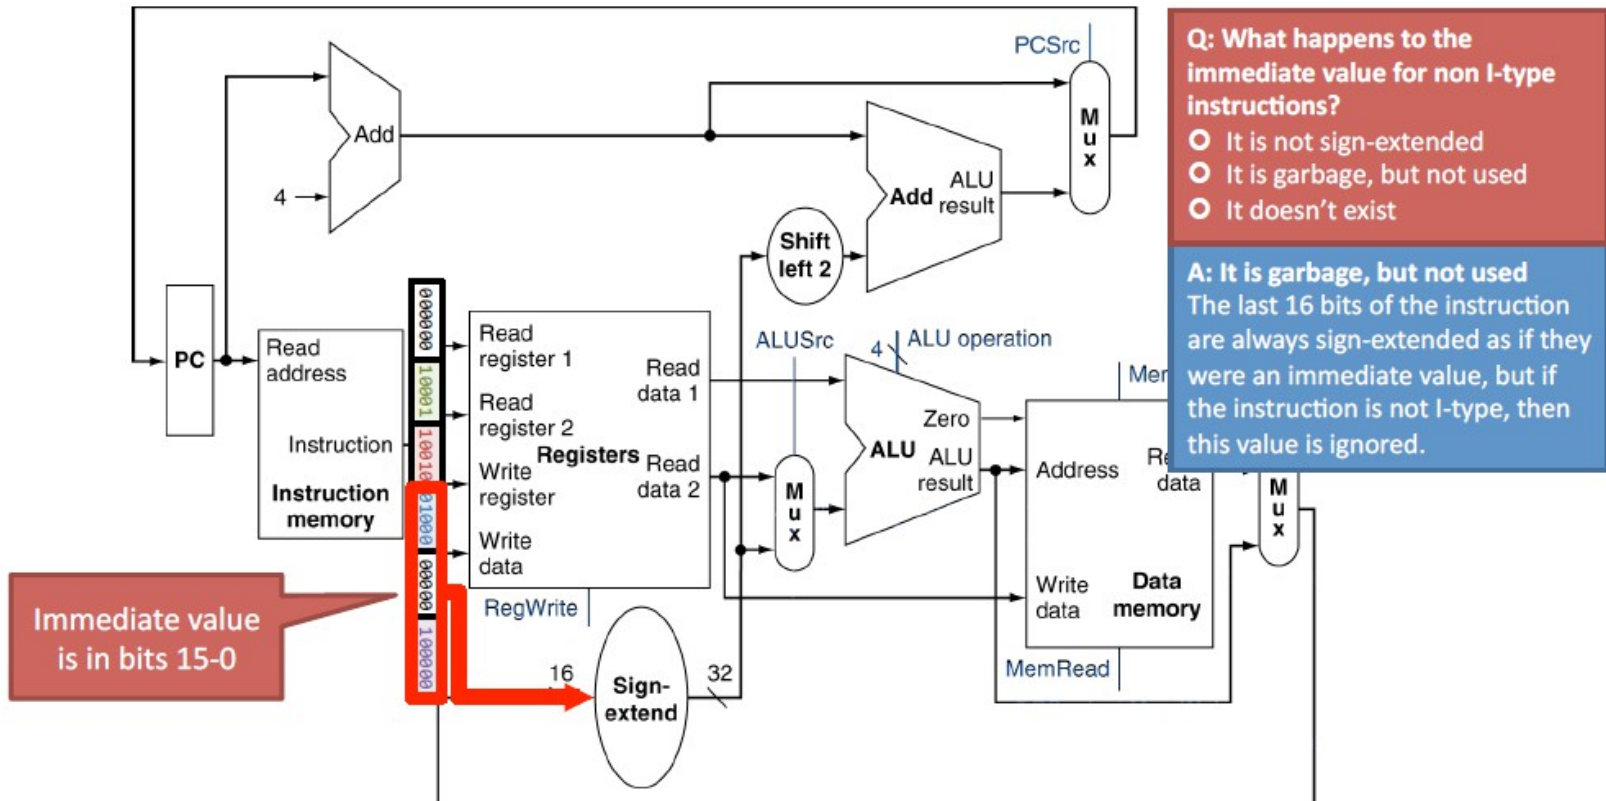 PCSrc
Add
4
Mux
Add
ALU
result
Shift
left 2
Q: What happens to the
immediate value for non I-type
instructions?
It is not sign-extended
It is garbage, but not used
It doesn't exist
A: It is garbage, but not used
The last 16 bits of the instruction
are always sign-extended as if they
were an immediate value, but if
the instruction is not I-type, then
this value is ignored.
PC
Read
address
Instruction
Instruction
memory
000000
10001
10010
01000
00000
100000
Read
register 1
Read
register 2
Write
register
Write
data
Registers
Read
data 1
Read
data 2
RegWrite
ALUSrc
Mux
4
ALU operation
Zero
ALU
ALU
result
Address
Write
data
data
Data
memory
MemRead
Mux
16
Sign-
extend
32
Immediate value
is in bits 15-0